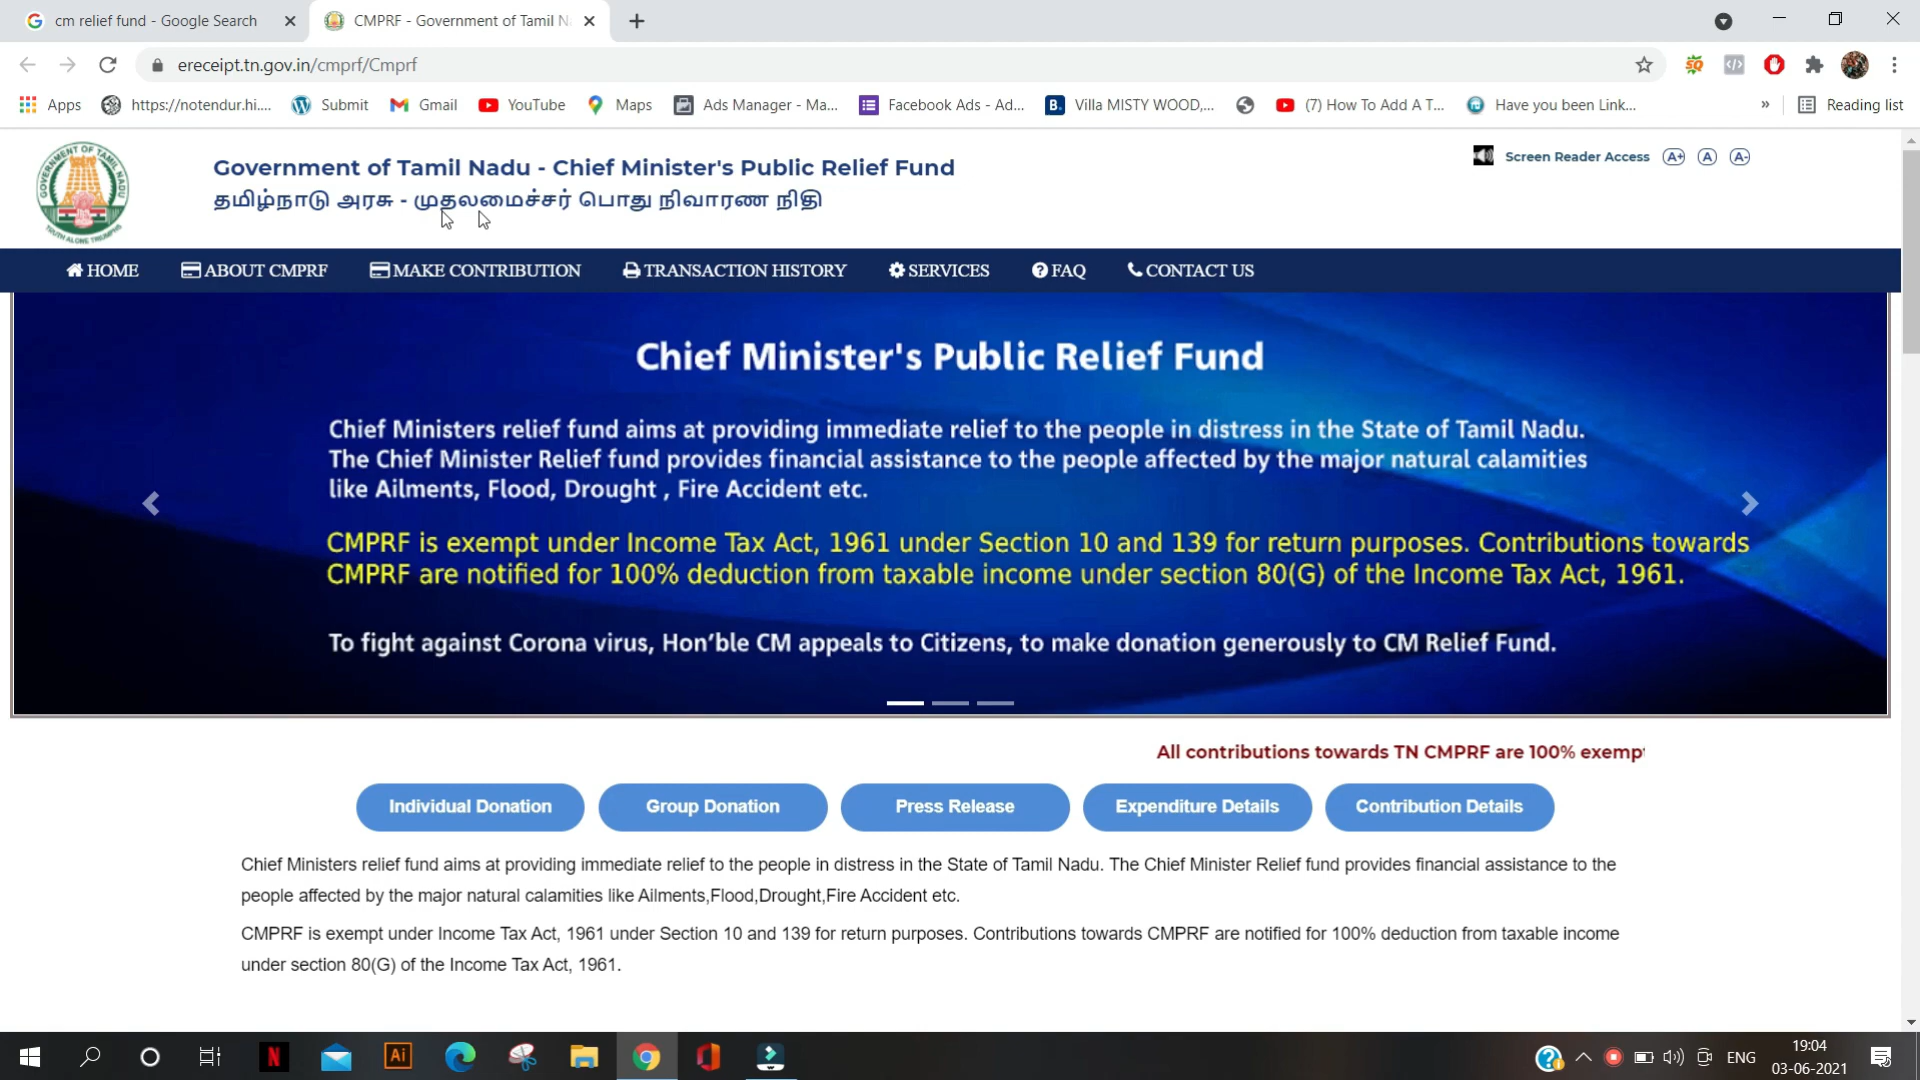 cm relief fund - Google Search
CMPRF - Government of Tamil N
ereceipt.tn.gov.in/cmprf/Cmprf
Apps
https://notendur.hi....
Submit
Gmail
YouTube
Maps
Ads Manager - Ma...
Facebook Ads - Ad...
B.
Villa MISTY WOOD,...
(7) How To Add A T...
Have you been Link...
»
Reading list
GOVERNMENT OF TAMIL NADU
TRUTH ALONE TRIUMPHS
Government of Tamil Nadu - Chief Minister's Public Relief Fund
தமிழ்நாடு அரசு - முதலமைச்சர் பொது நிவாரண நிதி
Screen Reader Access A+ A A-
HOME
ABOUT CMPRF
MAKE CONTRIBUTION
TRANSACTION HISTORY
SERVICES
FAQ
CONTACT US
Chief Minister's Public Relief Fund
Chief Ministers relief fund aims at providing immediate relief to the people in distress in the State of Tamil Nadu.
The Chief Minister Relief fund provides financial assistance to the people affected by the major natural calamities
like Ailments, Flood, Drought , Fire Accident etc.
CMPRF is exempt under Income Tax Act, 1961 under Section 10 and 139 for return purposes. Contributions towards
CMPRF are notified for 100% deduction from taxable income under section 80(G) of the Income Tax Act, 1961.
To fight against Corona virus, Hon'ble CM appeals to Citizens, to make donation generously to CM Relief Fund.
All contributions towards TN CMPRF are 100% exemp
Individual Donation
Group Donation
Press Release
Expenditure Details
Contribution Details
Chief Ministers relief fund aims at providing immediate relief to the people in distress in the State of Tamil Nadu. The Chief Minister Relief fund provides financial assistance to the
people affected by the major natural calamities like Ailments,Flood,Drought,Fire Accident etc.
CMPRF is exempt under Income Tax Act, 1961 under Section 10 and 139 for return purposes. Contributions towards CMPRF are notified for 100% deduction from taxable income
under section 80(G) of the Income Tax Act, 1961.
N
Ai
ENG
19:04
03-06-2021